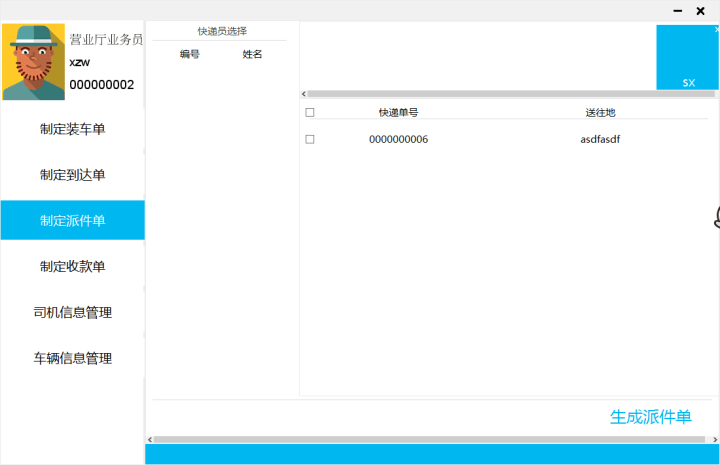 营业厅业务员
xzw
000000002
制定装车单
制定到达单
制定派件单
制定收款单
司机信息管理
车辆信息管理
快递员选择
编号 姓名
x
sx
快递单号 送往地
0000000006 asdfasdf
生成派件单